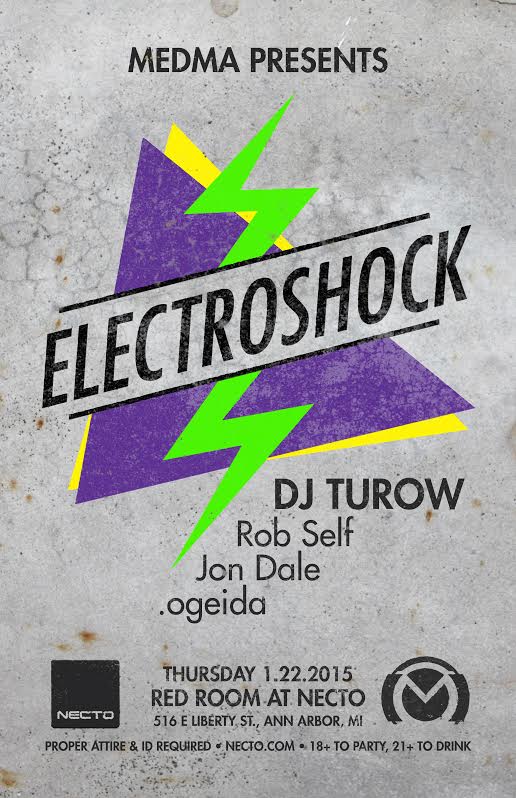 MEDMA PRESENTS
ELECTROSHOCK
DJ TUROW
Rob Self
Jon Dale
.ogeida
NECTO
THURSDAY 1.22.2015
RED ROOM AT NECTO
516 E LIBERTY ST., ANN ARBOR, MI
PROPER ATTIRE & ID REQUIRED • NECTO.COM • 18+ TO PARTY, 21+ TO DRINK